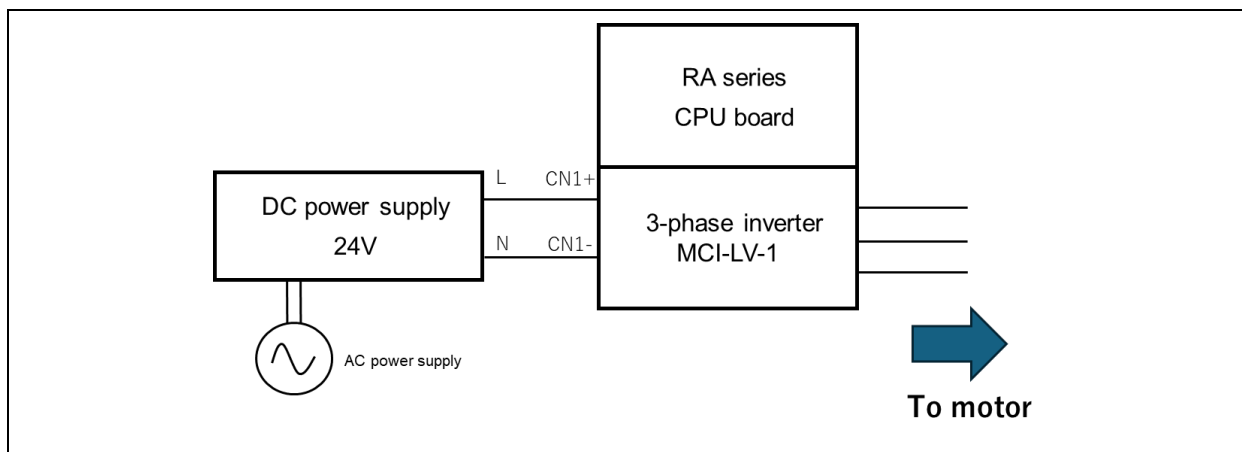 RA series
CPU board
L CN1+
DC power supply
24V
3-phase inverter
MCI-LV-1
N CN1-
AC power supply
To motor